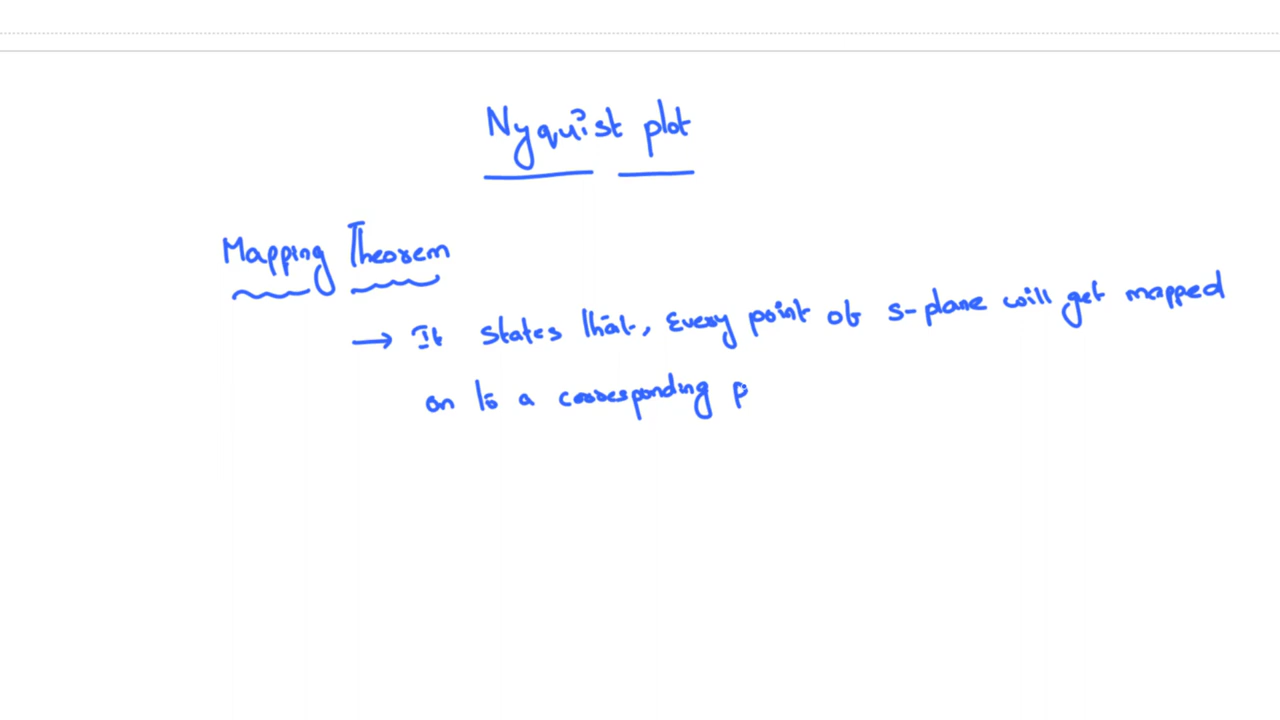 Nyquist plot
Mapping Theorem
→ It states that, Every point of s-plane will get mapped
on to a corresponding p